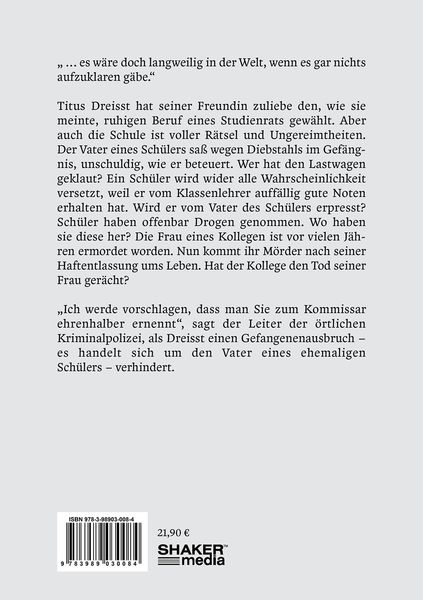 „ … es wäre doch langweilig in der Welt, wenn es gar nichts
aufzuklaren gäbe.“
Titus Dreisst hat seiner Freundin zuliebe den, wie sie
meinte, ruhigen Beruf eines Studienrats gewählt. Aber
auch die Schule ist voller Rätsel und Ungereimtheiten.
Der Vater eines Schülers saß wegen Diebstahls im Gefäng-
nis, unschuldig, wie er beteuert. Wer hat den Lastwagen
geklaut? Ein Schüler wird wider alle Wahrscheinlichkeit
versetzt, weil er vom Klassenlehrer auffällig gute Noten
erhalten hat. Wird er vom Vater des Schülers erpresst?
Schüler haben offenbar Drogen genommen. Wo haben
sie diese her? Die Frau eines Kollegen ist vor vielen Jäh-
ren ermordet worden. Nun kommt ihr Mörder nach seiner
Haftentlassung ums Leben. Hat der Kollege den Tod seiner
Frau gerächt?
„Ich werde vorschlagen, dass man Sie zum Kommissar
ehrenhalber ernennt“, sagt der Leiter der örtlichen
Kriminalpolizei, als Dreisst einen Gefangenenausbruch –
es handelt sich um den Vater eines ehemaligen
Schülers – verhindert.
ISBN 978-3-98903-008-4
9 783989 030084
21,90 €
SHAKER™
media